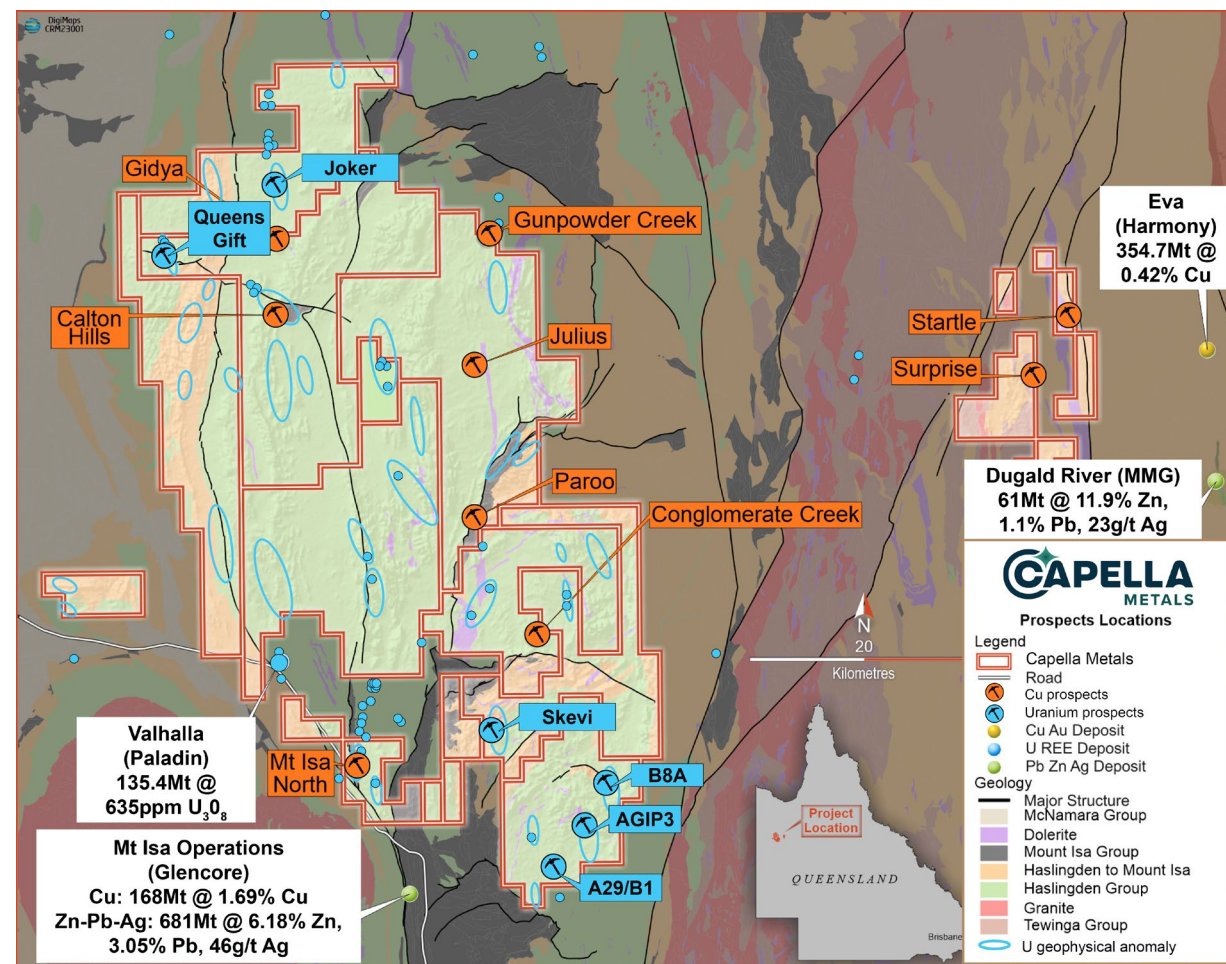 DigiMaps
CRM23001
Gidya
Joker
Queens
Gift
Gunpowder Creek
Calton
Hills
Julius
Paroo
Conglomerate Creek
Startle
Surprise
Eva
(Harmony)
354.7Mt @
0.42% Cu
Dugald River (MMG)
61Mt @ 11.9% Zn,
1.1% Pb, 23g/t Ag
Valhalla
(Paladin)
135.4Mt @
635ppm U₃0₈
Mt Isa
North
Skevi
B8A
AGIP3
A29/B1
Mt Isa Operations
(Glencore)
Cu: 168Mt @ 1.69% Cu
Zn-Pb-Ag: 681Mt @ 6.18% Zn,
3.05% Pb, 46g/t Ag
N
20
Kilometres
Project
Location
QUEENSLAND
Brisbane
CAPELLA
METALS
Prospects Locations
Legend
Capella Metals
Road
Cu prospects
Uranium prospects
Cu Au Deposit
U REE Deposit
Pb Zn Ag Deposit
Geology
Major Structure
McNamara Group
Dolerite
Mount Isa Group
Haslingden to Mount Isa
Haslingden Group
Granite
Tewinga Group
U geophysical anomaly